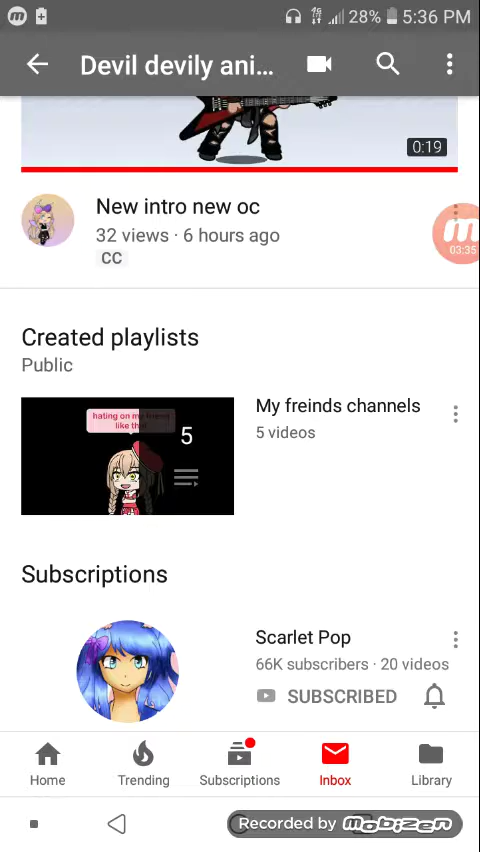 4G 28% 5:36 PM
Devil devily ani...
0:19
New intro new oc
32 views · 6 hours ago
CC
03:35
Created playlists
Public
hating on my friend
like that
5
My freinds channels
5 videos
Subscriptions
Scarlet Pop
66K subscribers · 20 videos
SUBSCRIBED
Home
Trending
Subscriptions
Inbox
Library
Recorded by mobizen